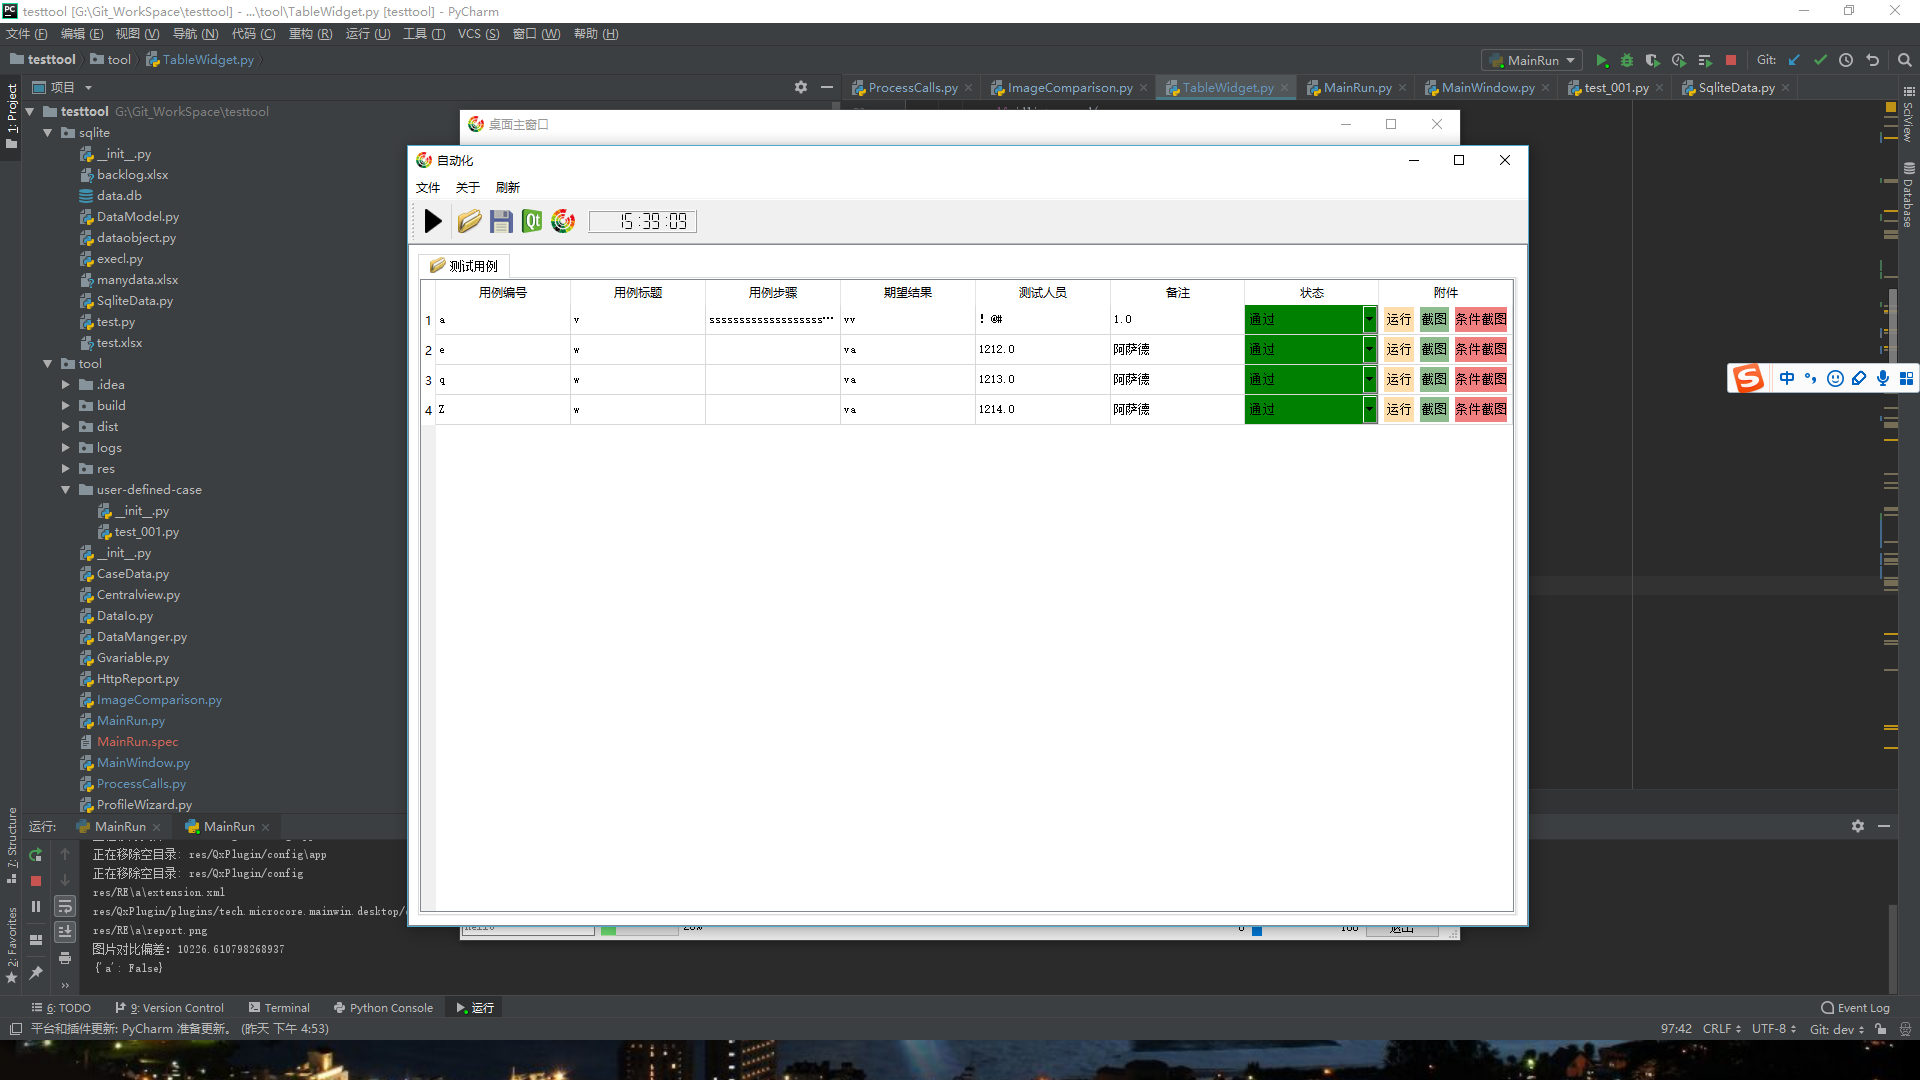 testtool [G:\Git_WorkSpace\testtool] - ...\tool\TableWidget.py [testtool] - PyCharm
文件 (F) 编辑 (E) 视图 (V) 导航 (N) 代码 (C) 重构 (R) 运行 (U) 工具 (T) VCS (S) 窗口 (W) 帮助 (H)
testtool tool TableWidget.py MainRun Git:
项目 ProcessCalls.py ImageComparison.py TableWidget.py MainRun.py MainWindow.py test_001.py SqliteData.py
1: Project
SciView
Database
testtool G:\Git_WorkSpace\testtool
sqlite
__init__.py
backlog.xlsx
data.db
DataModel.py
dataobject.py
execl.py
manydata.xlsx
SqliteData.py
test.py
test.xlsx
tool
.idea
build
dist
logs
res
user-defined-case
__init__.py
test_001.py
__init__.py
CaseData.py
Centralview.py
DataIo.py
DataManger.py
Gvariable.py
HttpReport.py
ImageComparison.py
MainRun.py
MainRun.spec
MainWindow.py
ProcessCalls.py
ProfileWizard.py
桌面主窗口
自动化
文件 关于 刷新
Qt 15:39:09
测试用例
用例编号 用例标题 用例步骤 期望结果 测试人员 备注 状态 附件
1 a v sssssssssssssssssss… vv ！@# 1.0 通过 运行 截图 条件截图
2 e w va 1212.0 阿萨德 通过 运行 截图 条件截图
3 q w va 1213.0 阿萨德 通过 运行 截图 条件截图
4 Z w va 1214.0 阿萨德 通过 运行 截图 条件截图
中
100 退出
7: Structure
2: Favorites
运行: MainRun MainRun
正在移除空目录: res/QxPlugin/config\app
正在移除空目录: res/QxPlugin/config
res/RE\a\extension.xml
res/QxPlugin/plugins/tech.microcore.mainwin.desktop/
res/RE\a\report.png
图片对比偏差: 10226.610798268937
{'a': False}
6: TODO 9: Version Control Terminal Python Console 运行 Event Log
平台和插件更新: PyCharm 准备更新。 (昨天 下午 4:53) 97:42 CRLF UTF-8 Git: dev